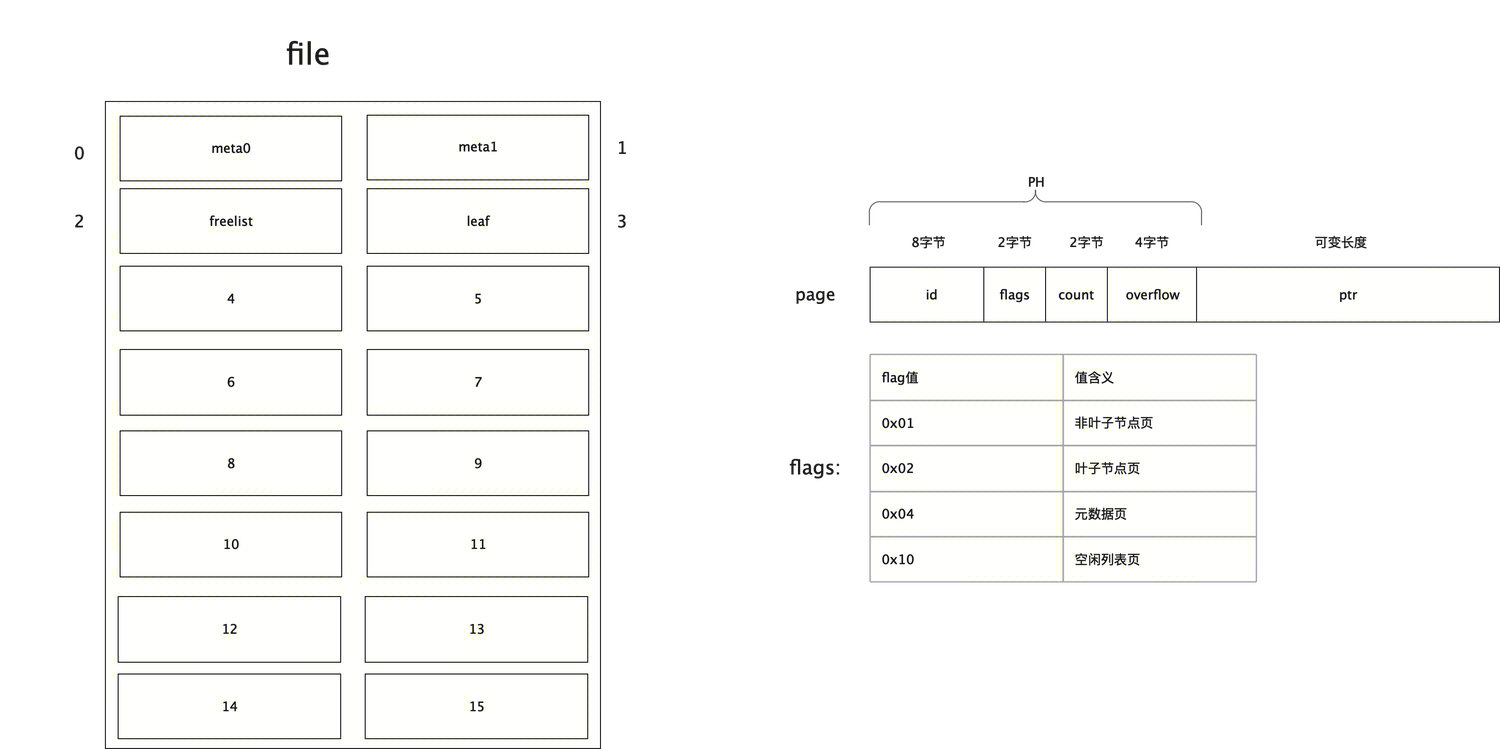 file
0
meta0
meta1
1
2
freelist
leaf
3
4
5
6
7
8
9
10
11
12
13
14
15
PH
8字节
2字节
2字节
4字节
可变长度
page
id
flags
count
overflow
ptr
flags:
flag值
值含义
0x01
非叶子节点页
0x02
叶子节点页
0x04
元数据页
0x10
空闲列表页